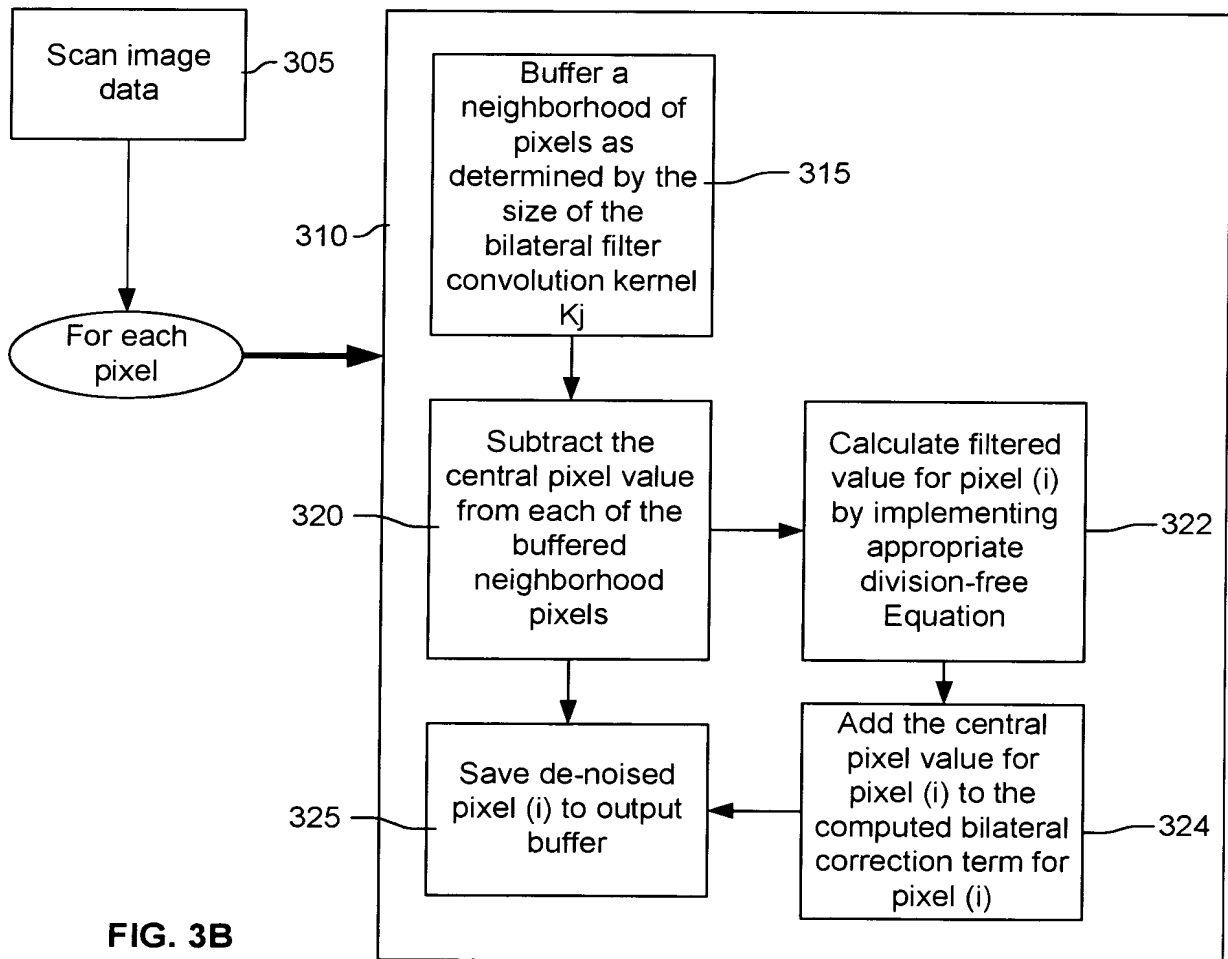 Scan image
data
305
For each
pixel
310
Buffer a
neighborhood of
pixels as
determined by the
size of the
bilateral filter
convolution kernel
Kj
315
Subtract the
central pixel value
from each of the
buffered
neighborhood
pixels
320
Calculate filtered
value for pixel (i)
by implementing
appropriate
division-free
Equation
322
Save de-noised
pixel (i) to output
buffer
325
Add the central
pixel value for
pixel (i) to the
computed bilateral
correction term for
pixel (i)
324
FIG. 3B